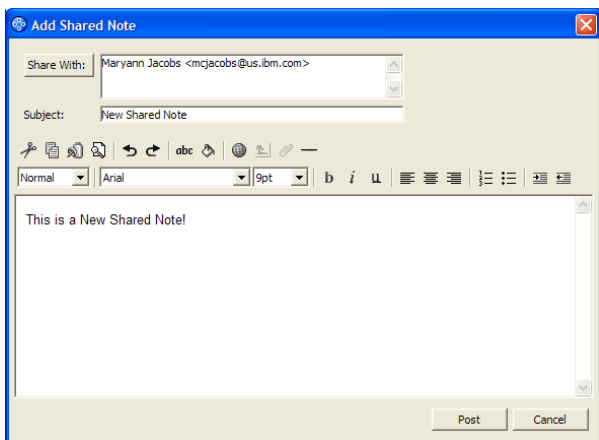 Add Shared Note
Share With: Maryann Jacobs <mcjacobs@us.ibm.com>
Subject: New Shared Note
abc
Normal Arial 9pt b i u
This is a New Shared Note!
Post Cancel